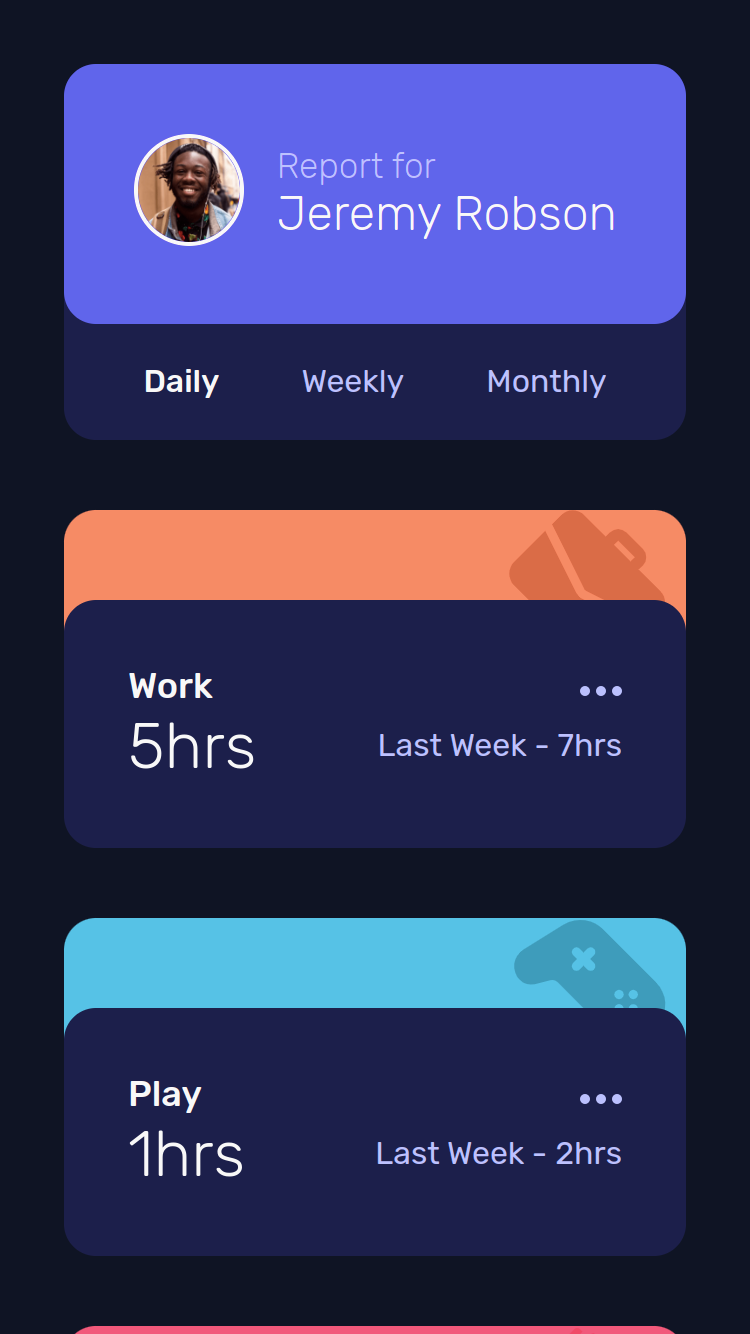 Report for
Jeremy Robson
Daily Weekly Monthly
Work
5hrs
Last Week - 7hrs
Play
1hrs
Last Week - 2hrs